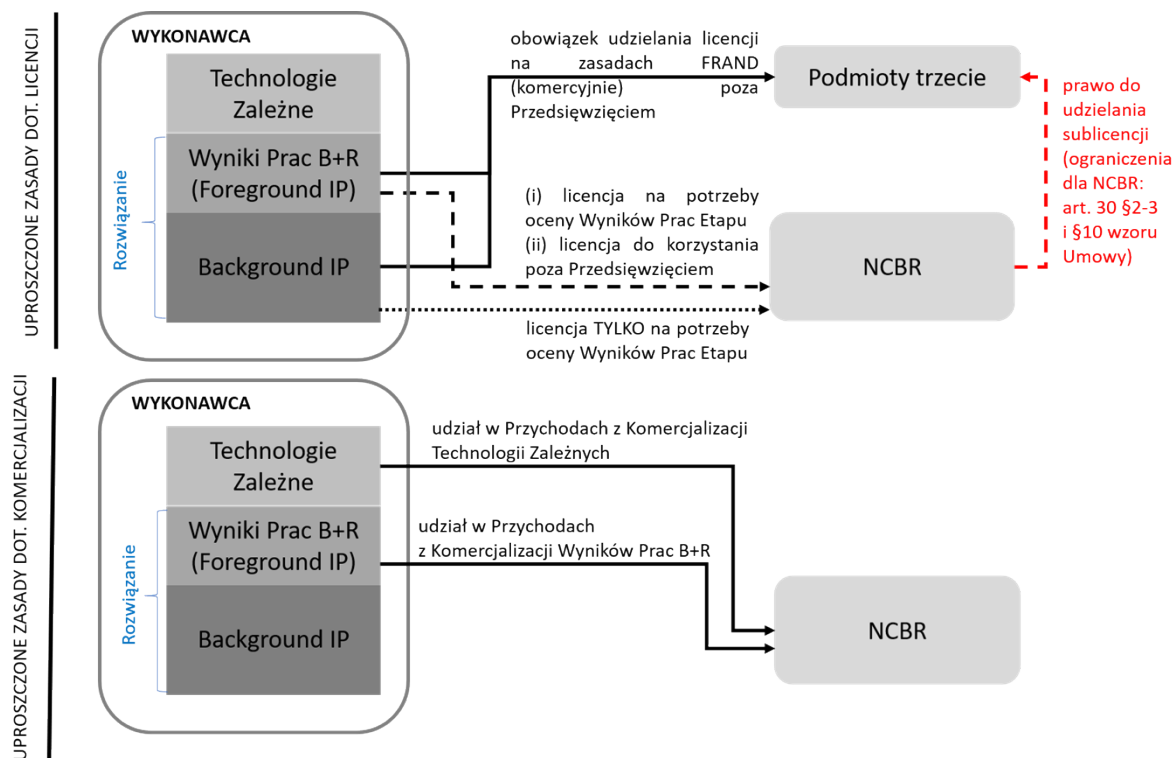 UPROSZCZONE ZASADY DOT. LICENCJI
WYKONAWCA
Technologie
Zależne
Wyniki Prac B+R
(Foreground IP)
Background IP
Rozwiązanie
obowiązek udzielania licencji
na zasadach FRAND
(komercyjnie) poza
Przedsięwzięciem
Podmioty trzecie
prawo do
udzielania
sublicencji
(ograniczenia
dla NCBR:
art. 30 §2-3
i §10 wzoru
Umowy)
(i) licencja na potrzeby
oceny Wyników Prac Etapu
(ii) licencja do korzystania
poza Przedsięwzięciem
NCBR
licencja TYLKO na potrzeby
oceny Wyników Prac Etapu
UPROSZCZONE ZASADY DOT. KOMERCJALIZACJI
WYKONAWCA
Technologie
Zależne
Wyniki Prac B+R
(Foreground IP)
Background IP
Rozwiązanie
udział w Przychodach z Komercjalizacji
Technologii Zależnych
udział w Przychodach
z Komercjalizacji Wyników Prac B+R
NCBR